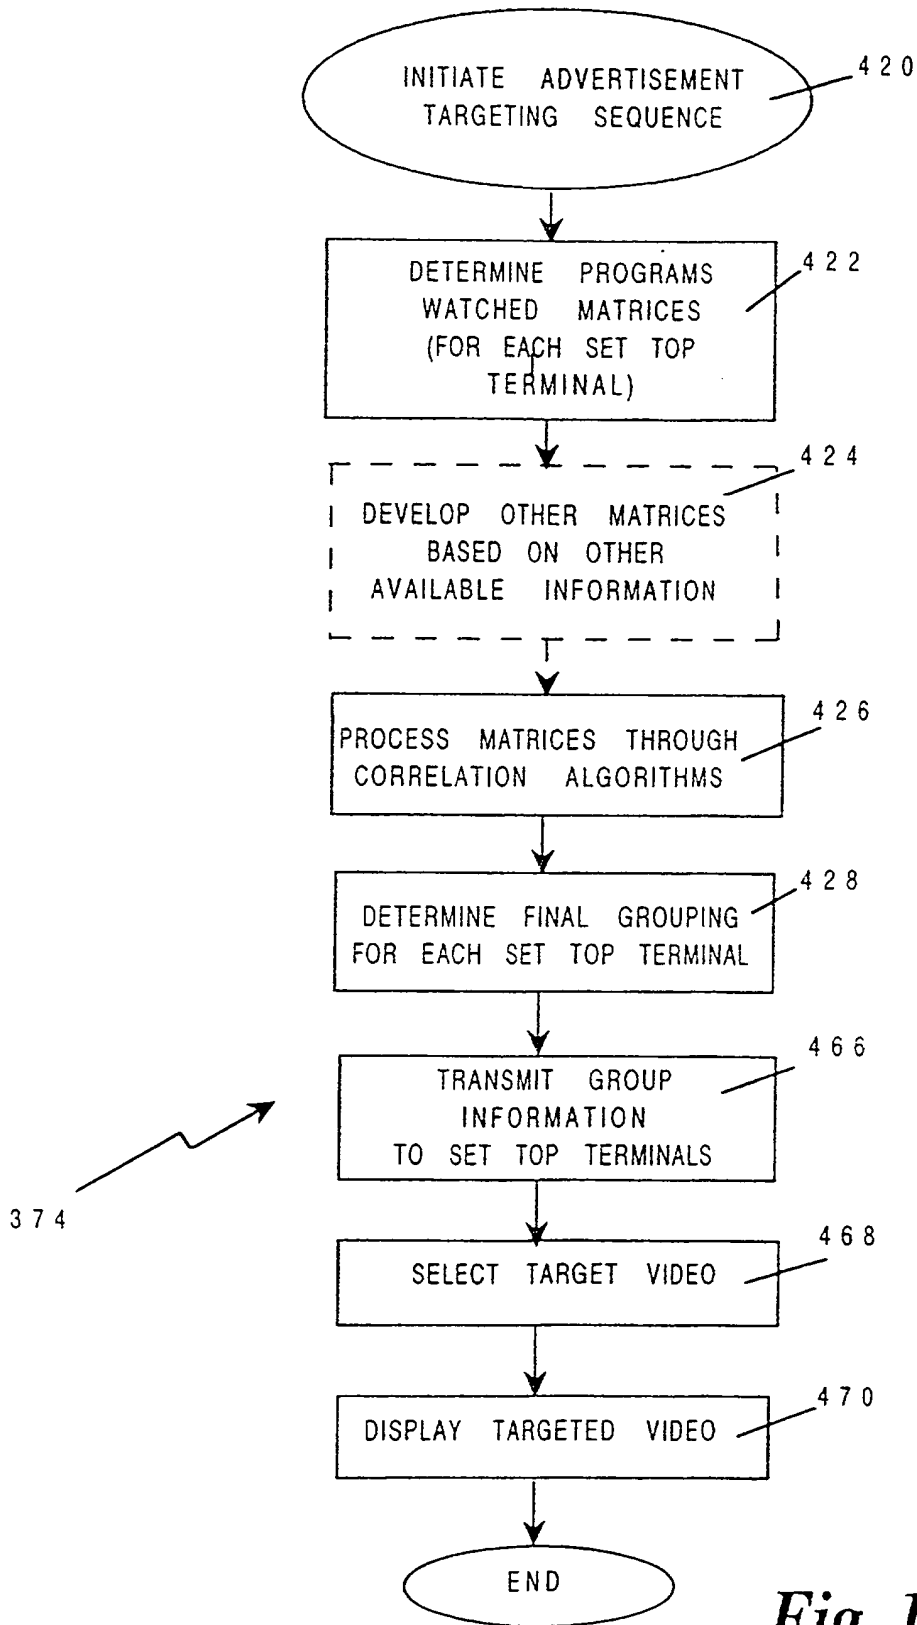 INITIATE ADVERTISEMENT
TARGETING SEQUENCE
420
DETERMINE PROGRAMS
WATCHED MATRICES
(FOR EACH SET TOP
TERMINAL)
422
DEVELOP OTHER MATRICES
BASED ON OTHER
AVAILABLE INFORMATION
424
PROCESS MATRICES THROUGH
CORRELATION ALGORITHMS
426
DETERMINE FINAL GROUPING
FOR EACH SET TOP TERMINAL
428
TRANSMIT GROUP
INFORMATION
TO SET TOP TERMINALS
466
374
SELECT TARGET VIDEO
468
DISPLAY TARGETED VIDEO
470
END
Fig.